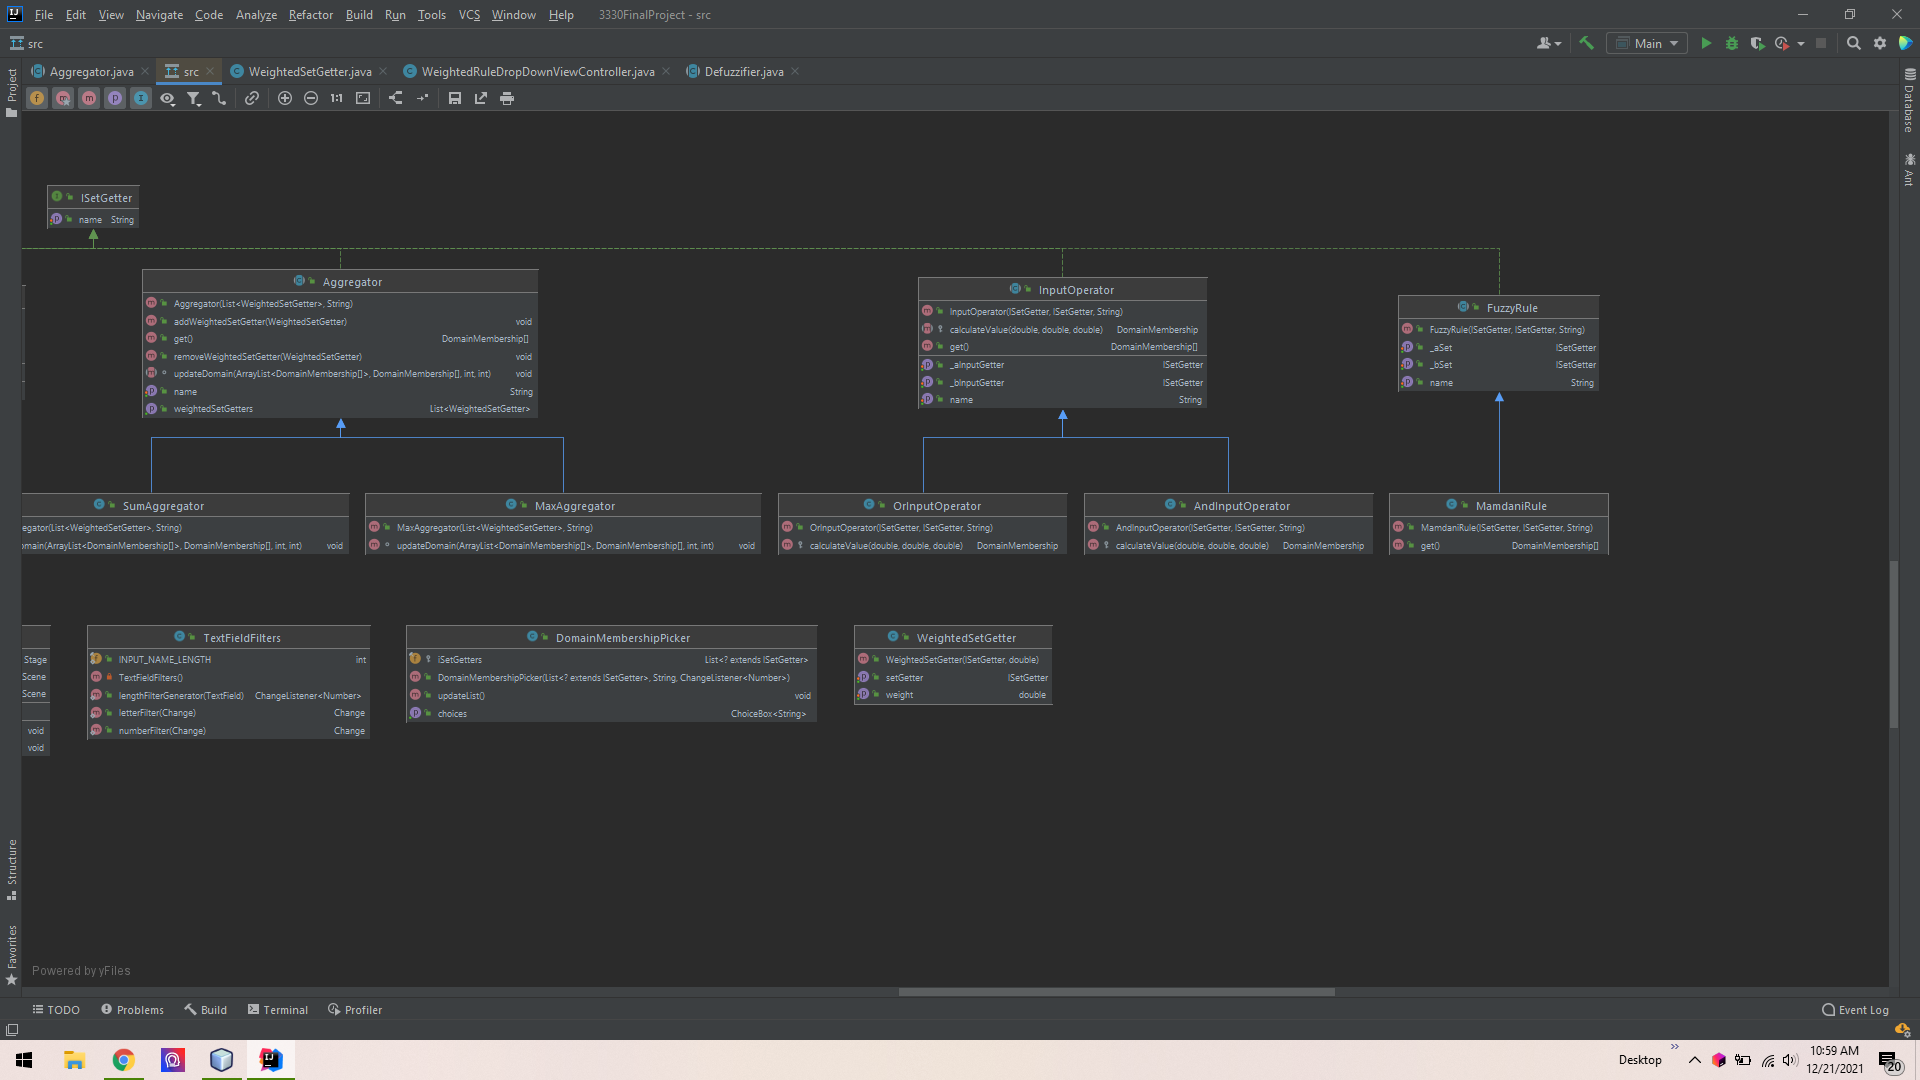 File Edit View Navigate Code Analyze Refactor Build Run Tools VCS Window Help 3330FinalProject - src
src
Main
Aggregator.java src WeightedSetGetter.java WeightedRuleDropDownViewController.java Defuzzifier.java
1:1
Project
Database
Ant
ISetGetter
name String
Aggregator
Aggregator(List<WeightedSetGetter>, String)
addWeightedSetGetter(WeightedSetGetter) void
get() DomainMembership[]
removeWeightedSetGetter(WeightedSetGetter) void
updateDomain(ArrayList<DomainMembership[]>, DomainMembership[], int, int) void
name String
weightedSetGetters List<WeightedSetGetter>
InputOperator
InputOperator(ISetGetter, ISetGetter, String)
calculateValue(double, double, double) DomainMembership
get() DomainMembership[]
_aInputGetter ISetGetter
_bInputGetter ISetGetter
name String
FuzzyRule
FuzzyRule(ISetGetter, ISetGetter, String)
_aSet ISetGetter
_bSet ISetGetter
name String
SumAggregator
egator(List<WeightedSetGetter>, String)
omain(ArrayList<DomainMembership[]>, DomainMembership[], int, int) void
MaxAggregator
MaxAggregator(List<WeightedSetGetter>, String)
updateDomain(ArrayList<DomainMembership[]>, DomainMembership[], int, int) void
OrInputOperator
OrInputOperator(ISetGetter, ISetGetter, String)
calculateValue(double, double, double) DomainMembership
AndInputOperator
AndInputOperator(ISetGetter, ISetGetter, String)
calculateValue(double, double, double) DomainMembership
MamdaniRule
MamdaniRule(ISetGetter, ISetGetter, String)
get() DomainMembership[]
Stage
Scene
Scene
void
void
TextFieldFilters
INPUT_NAME_LENGTH int
TextFieldFilters()
lengthFilterGenerator(TextField) ChangeListener<Number>
letterFilter(Change) Change
numberFilter(Change) Change
DomainMembershipPicker
iSetGetters List<? extends ISetGetter>
DomainMembershipPicker(List<? extends ISetGetter>, String, ChangeListener<Number>)
updateList() void
choices ChoiceBox<String>
WeightedSetGetter
WeightedSetGetter(ISetGetter, double)
setGetter ISetGetter
weight double
Structure
Favorites
Powered by yFiles
TODO Problems Build Terminal Profiler Event Log
Desktop 10:59 AM
12/21/2021 20